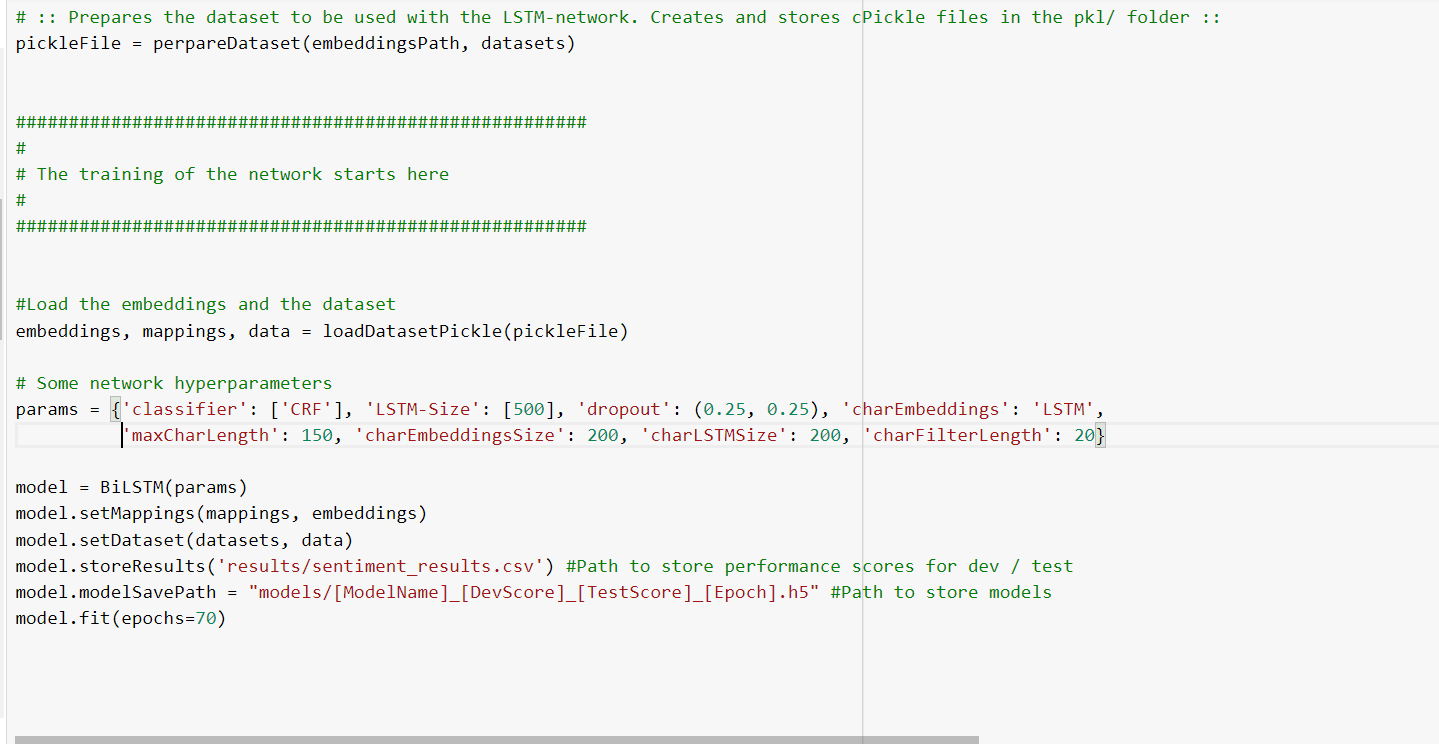 # :: Prepares the dataset to be used with the LSTM-network. Creates and stores cPickle files in the pkl/ folder ::
pickleFile = perpareDataset(embeddingsPath, datasets)
######################################################
#
# The training of the network starts here
#
######################################################
#Load the embeddings and the dataset
embeddings, mappings, data = loadDatasetPickle(pickleFile)
# Some network hyperparameters
params = {'classifier': ['CRF'], 'LSTM-Size': [500], 'dropout': (0.25, 0.25), 'charEmbeddings': 'LSTM',
'maxCharLength': 150, 'charEmbeddingsSize': 200, 'charLSTMSize': 200, 'charFilterLength': 20}
model = BiLSTM(params)
model.setMappings(mappings, embeddings)
model.setDataset(datasets, data)
model.storeResults('results/sentiment_results.csv') #Path to store performance scores for dev / test
model.modelSavePath = "models/[ModelName]_[DevScore]_[TestScore]_[Epoch].h5" #Path to store models
model.fit(epochs=70)